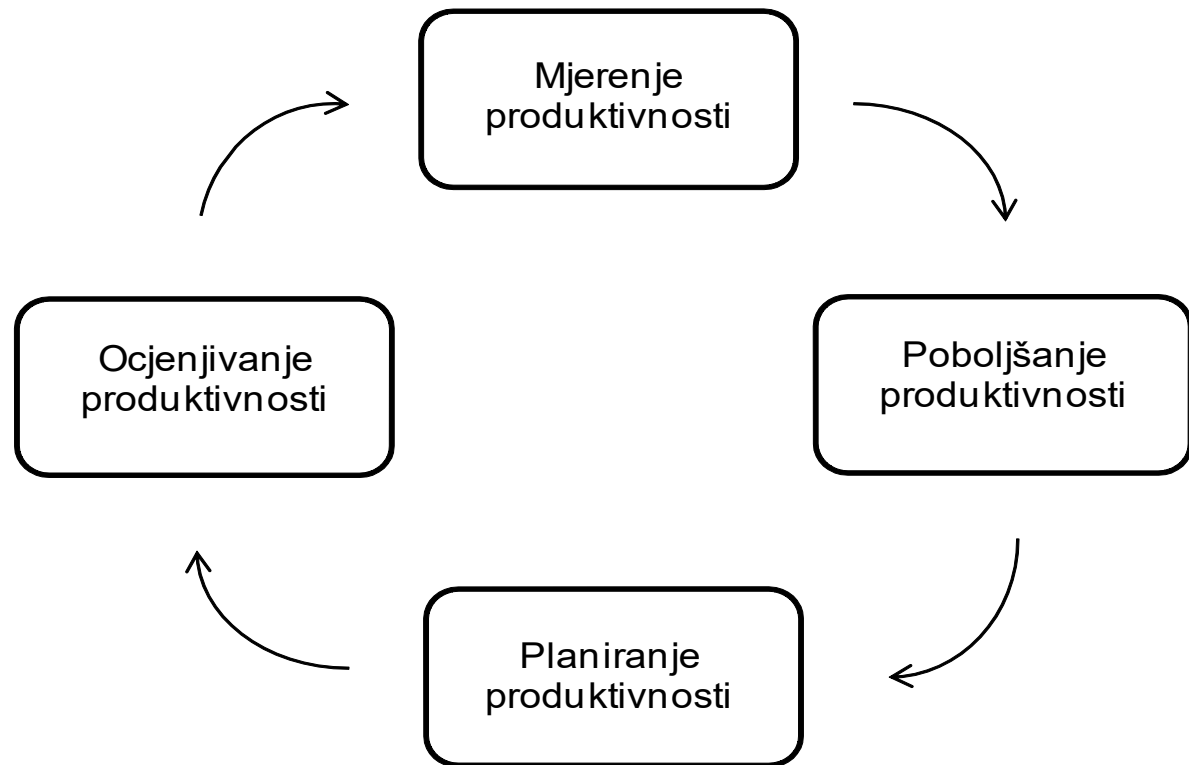 Mjerenje
produktivnosti
Ocjenjivanje
produktivnosti
Poboljšanje
produktivnosti
Planiranje
produktivnosti